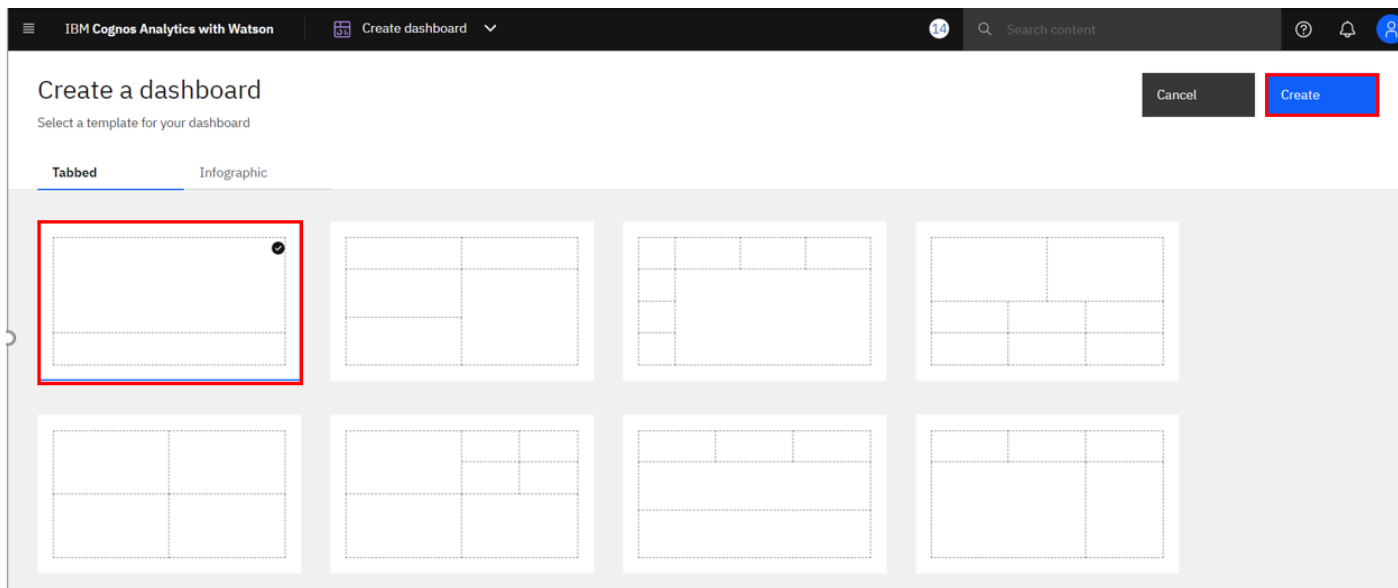 IBM Cognos Analytics with Watson
Create dashboard
14
Search content
Create a dashboard
Cancel
Create
Select a template for your dashboard
Tabbed
Infographic